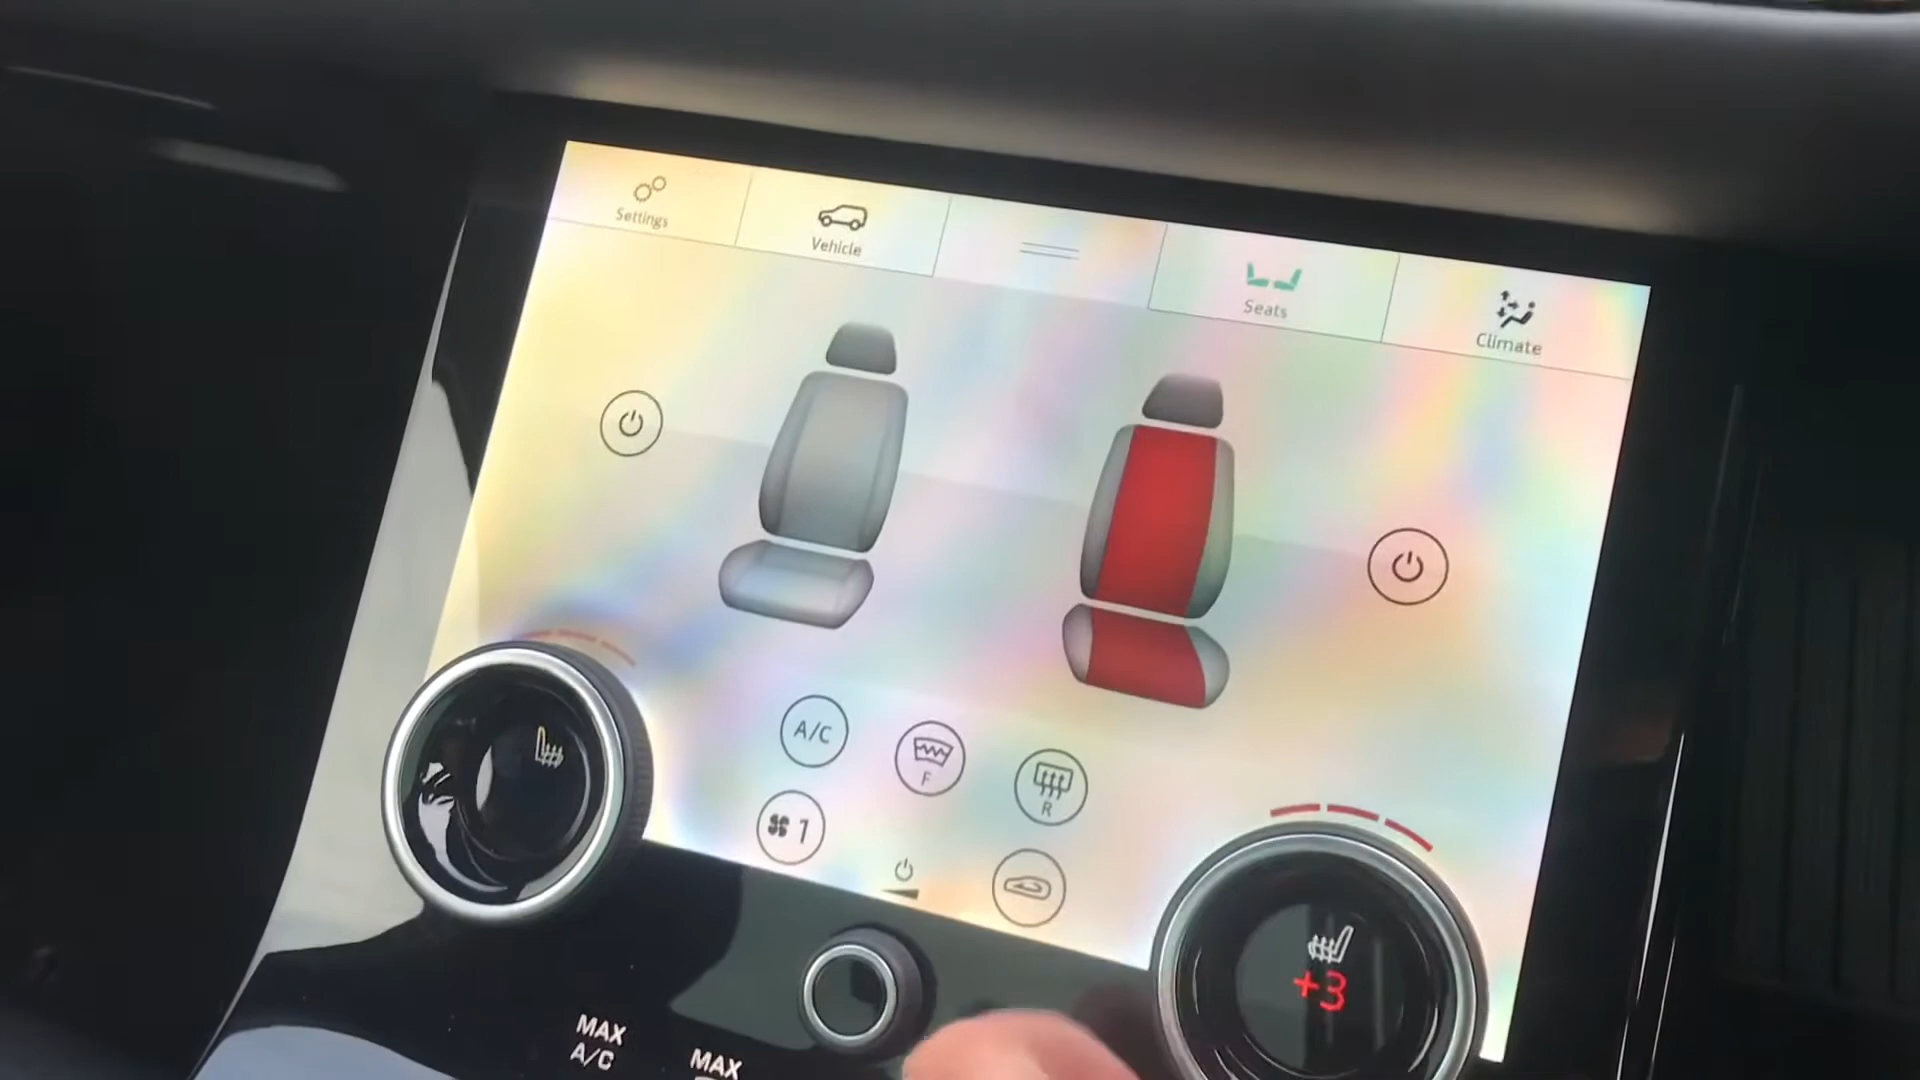 Settings
Vehicle
Seats
Climate
A/C
F
R
1
+3
MAX
A/C
MAX